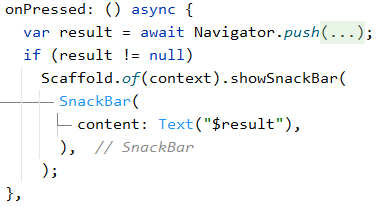 onPressed: () async {
var result = await Navigator.push(...);
if (result != null)
Scaffold.of(context).showSnackBar(
SnackBar(
content: Text("$result"),
), // SnackBar
);
},